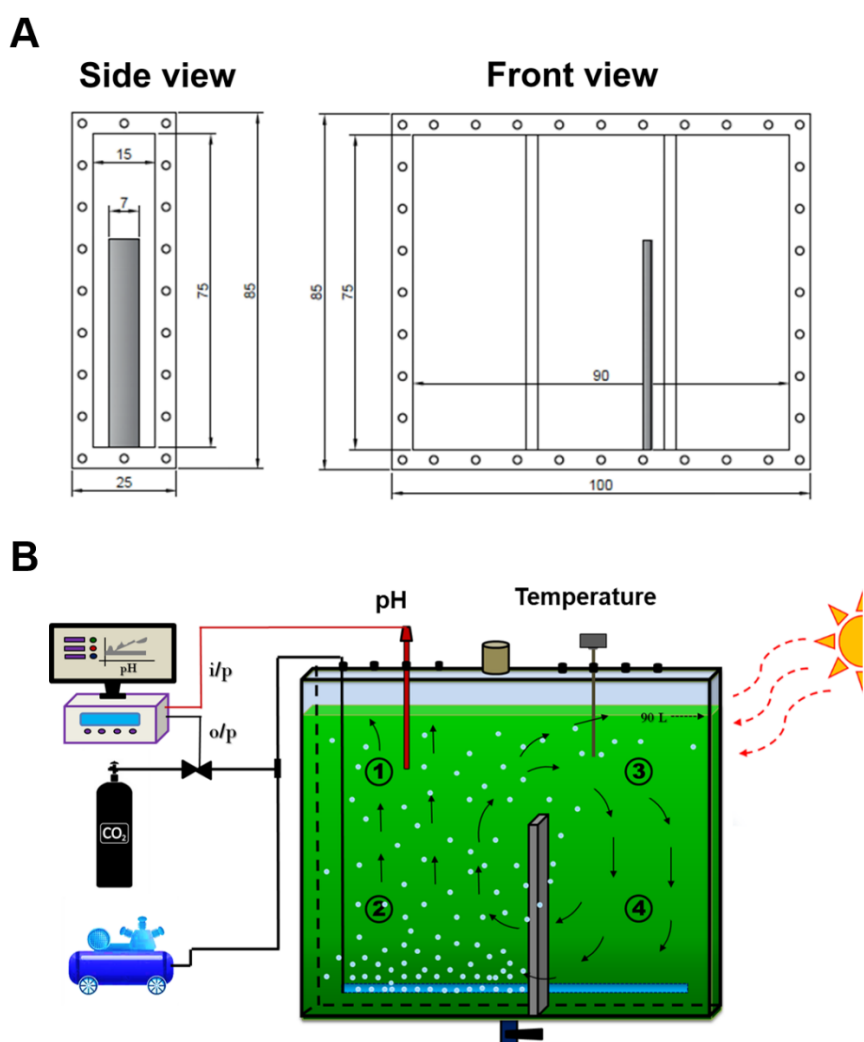 A
Side view
Front view
15
7
75
85
25
85
75
90
100
B
pH
Temperature
pH
i/p
o/p
90 L
1
3
CO₂
2
4